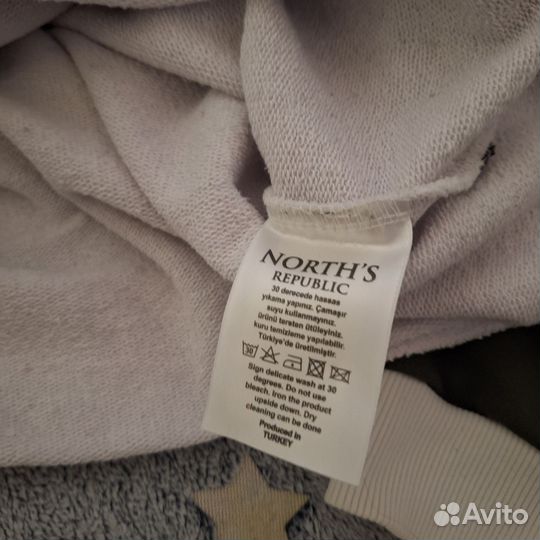 NORTH'S
REPUBLIC
30 derecede hassas
yıkama yapınız. Çamaşır
suyu kullanmayınız.
ürünü tersten ütüleyiniz.
kuru temizleme yapılabilir.
Türkiye'de üretilmiştir.
30
Sign delicate wash at 30
degrees. Do not use
bleach. Iron the product
upside down. Dry
cleaning can be done
Produced in
TURKEY
Avito